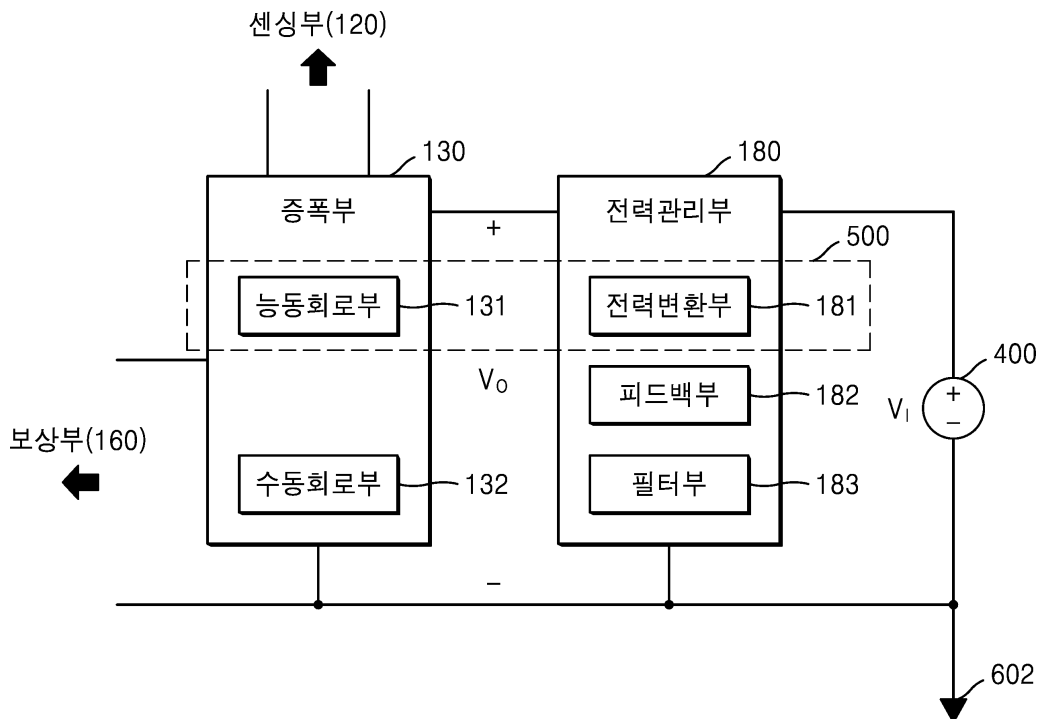 센싱부(120)
130
180
증폭부
전력관리부
+
500
능동회로부
131
전력변환부
181
400
V₀
피드백부
182
V_I
+
−
보상부(160)
수동회로부
132
필터부
183
−
602